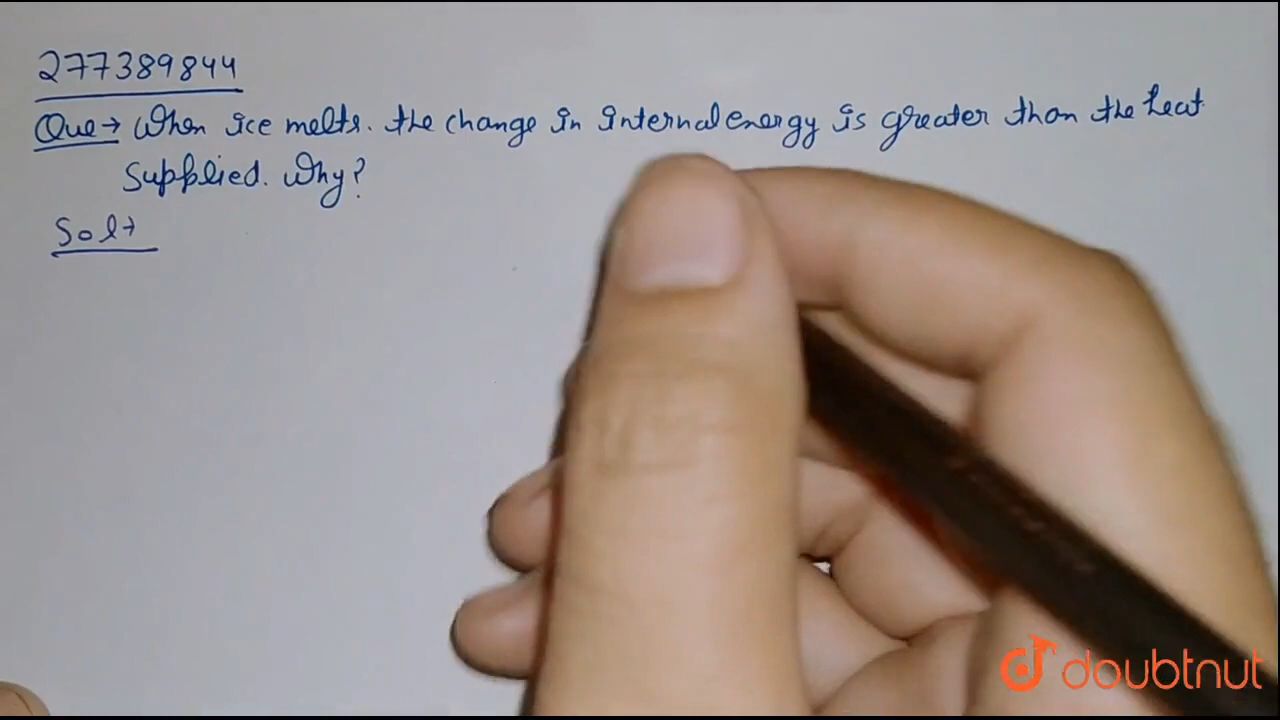 277389844
Que→ When ice melts. the change in internal energy is greater than the heat
supplied. Why?
Sol→
doubtnut